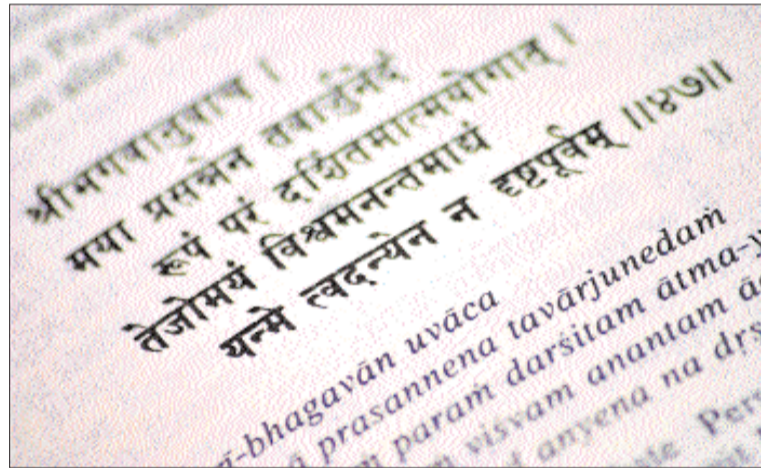 श्रीभगवानुवाच ।
मया प्रसन्नेन तवार्जुनेदं
रूपं परं दर्शितमात्मयोगात् ।
तेजोमयं विश्वमनन्तमाद्यं
यन्मे त्वदन्येन न दृष्टपूर्वम् ॥४७॥
-bhagavān uvāca
prasannena tavārjunedaṁ
paraṁ darśitam ātma-
viśvam anantam
anyena na